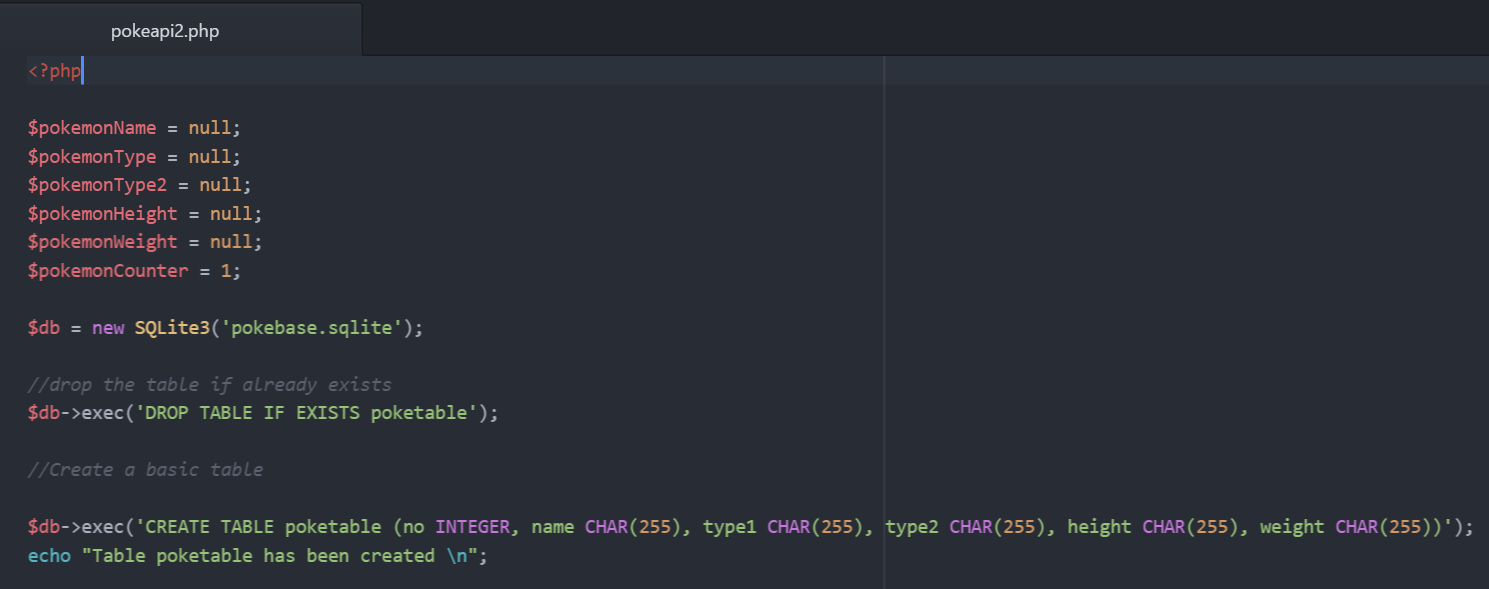 pokeapi2.php
<?php
$pokemonName = null;
$pokemonType = null;
$pokemonType2 = null;
$pokemonHeight = null;
$pokemonWeight = null;
$pokemonCounter = 1;
$db = new SQLite3('pokebase.sqlite');
//drop the table if already exists
$db->exec('DROP TABLE IF EXISTS poketable');
//Create a basic table
$db->exec('CREATE TABLE poketable (no INTEGER, name CHAR(255), type1 CHAR(255), type2 CHAR(255), height CHAR(255), weight CHAR(255))');
echo "Table poketable has been created \n";